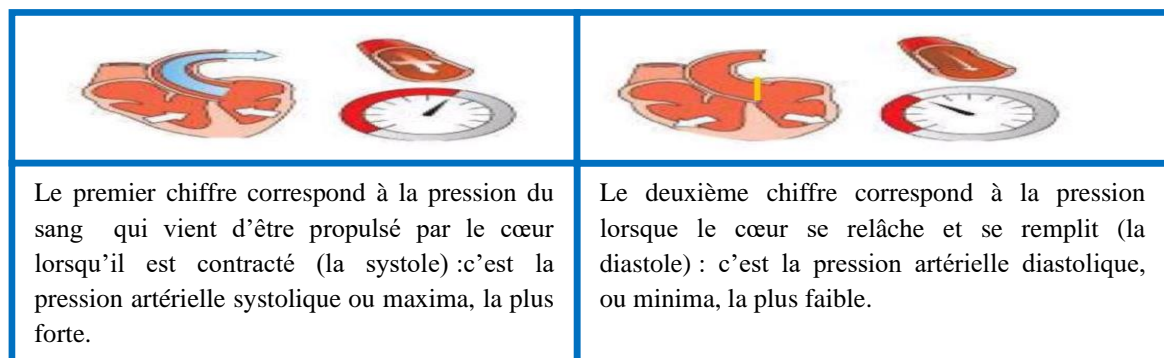 Le premier chiffre correspond à la pression du
sang qui vient d’être propulsé par le cœur
lorsqu’il est contracté (la systole) :c’est la
pression artérielle systolique ou maxima, la plus
forte.
Le deuxième chiffre correspond à la pression
lorsque le cœur se relâche et se remplit (la
diastole) : c’est la pression artérielle diastolique,
ou minima, la plus faible.